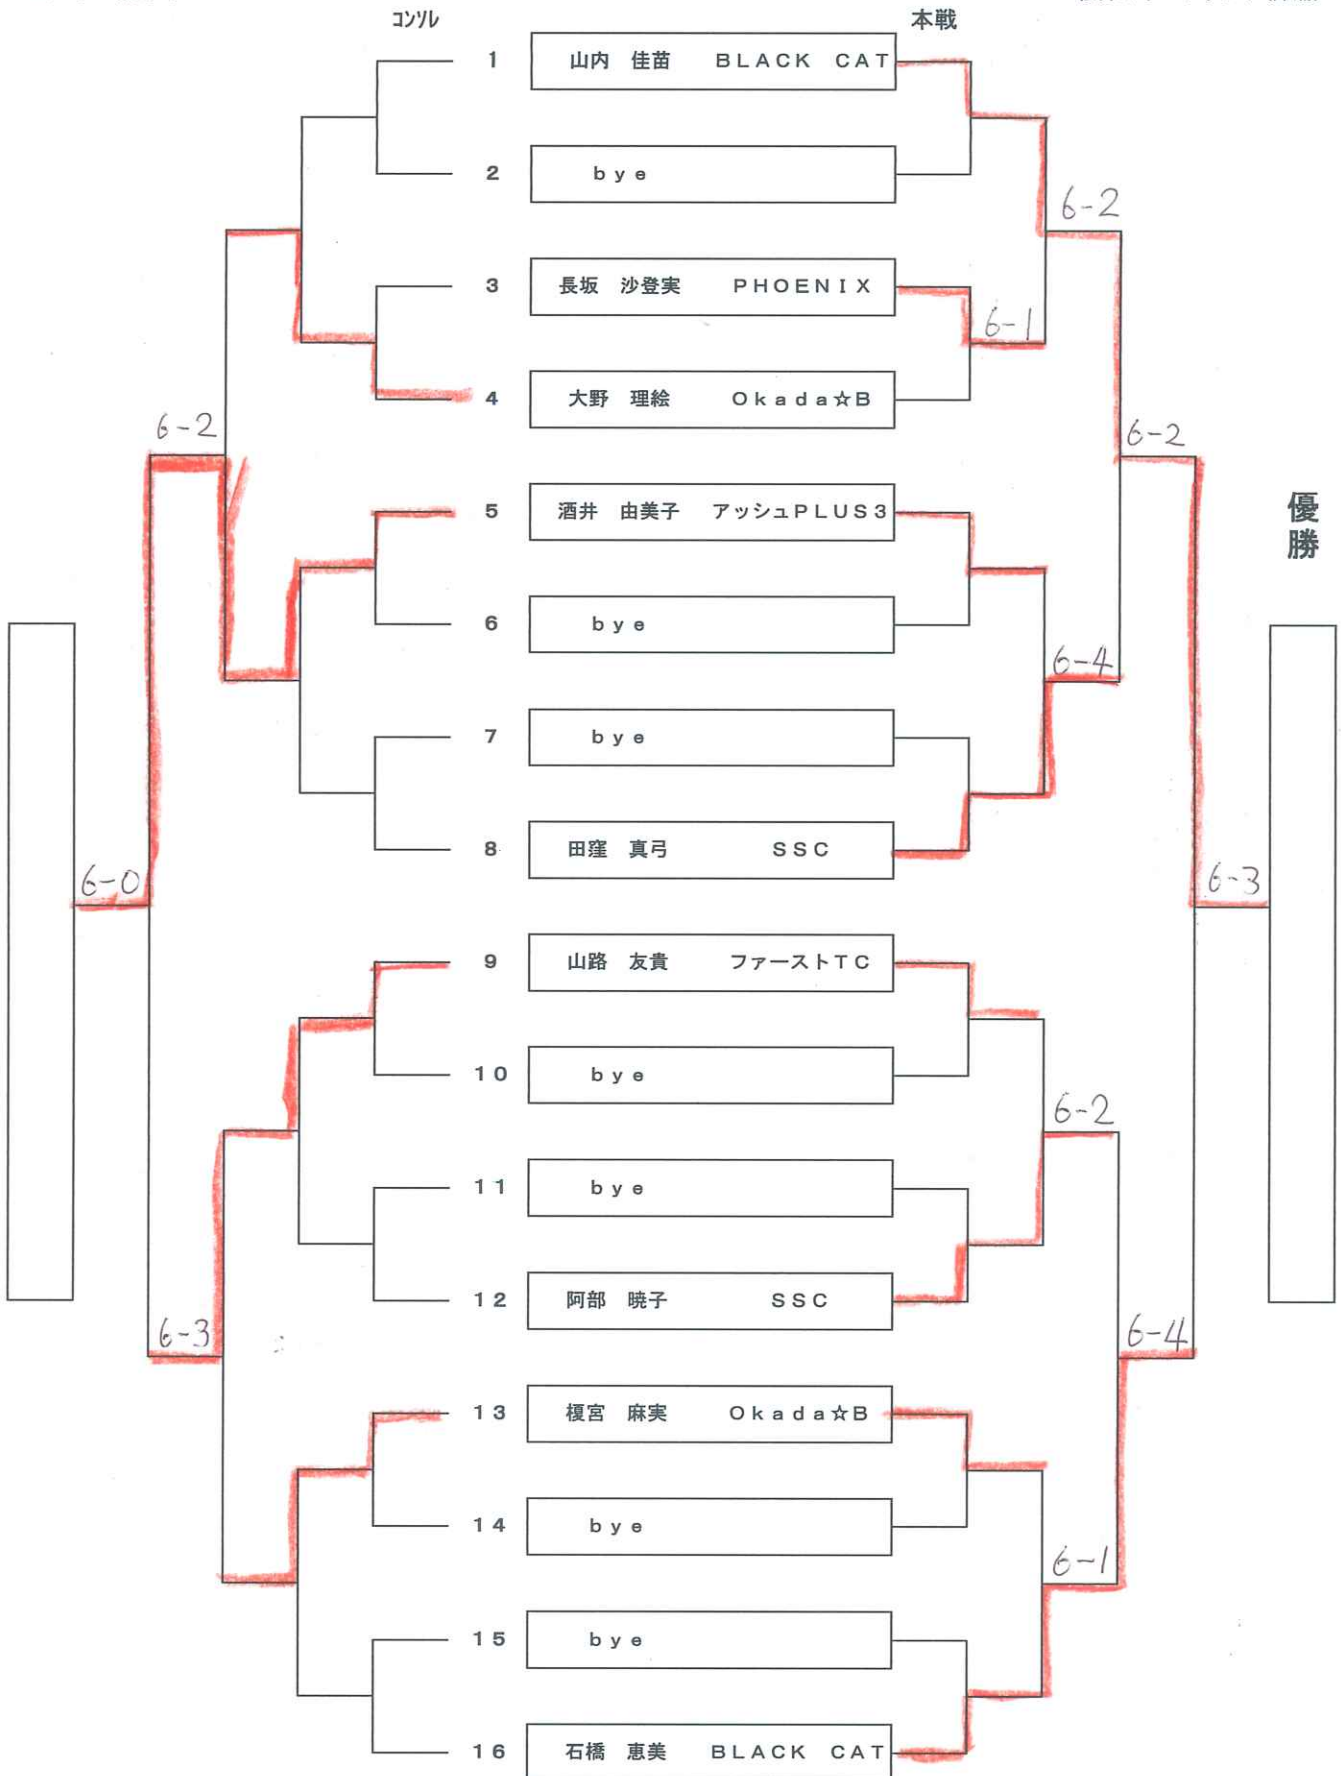 コンソレ 本戦
1 山内 佳苗 BLACK CAT
2 bye
6-2
3 長坂 沙登実 PHOENIX
6-1
4 大野 理絵 Okada☆B
6-2 6-2
5 酒井 由美子 アッシュPLUS3
優勝
6 bye
6-4
7 bye
8 田窪 真弓 SSC
6-0 6-3
9 山路 友貴 ファーストTC
10 bye
6-2
11 bye
12 阿部 暁子 SSC
6-3 6-4
13 榎宮 麻実 Okada☆B
14 bye
6-1
15 bye
16 石橋 恵美 BLACK CAT